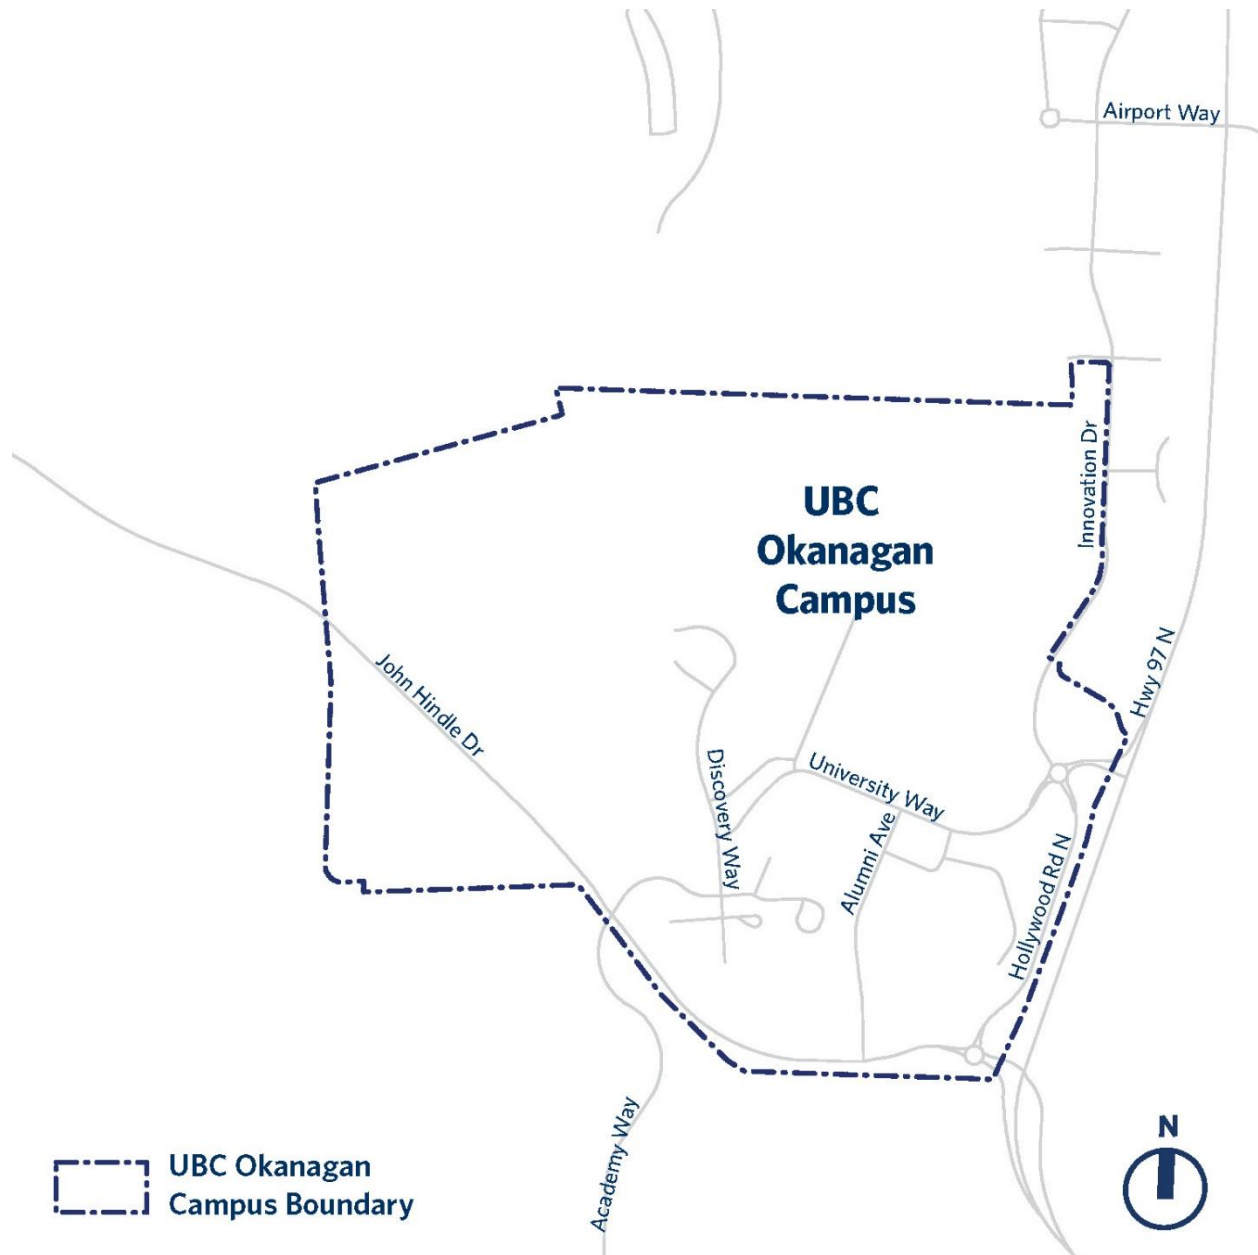 Airport Way
Innovation Dr
UBC
Okanagan
Campus
Hwy 97 N
John Hindle Dr
Discovery Way
University Way
Alumni Ave
Hollywood Rd N
Academy Way
N
UBC Okanagan
Campus Boundary